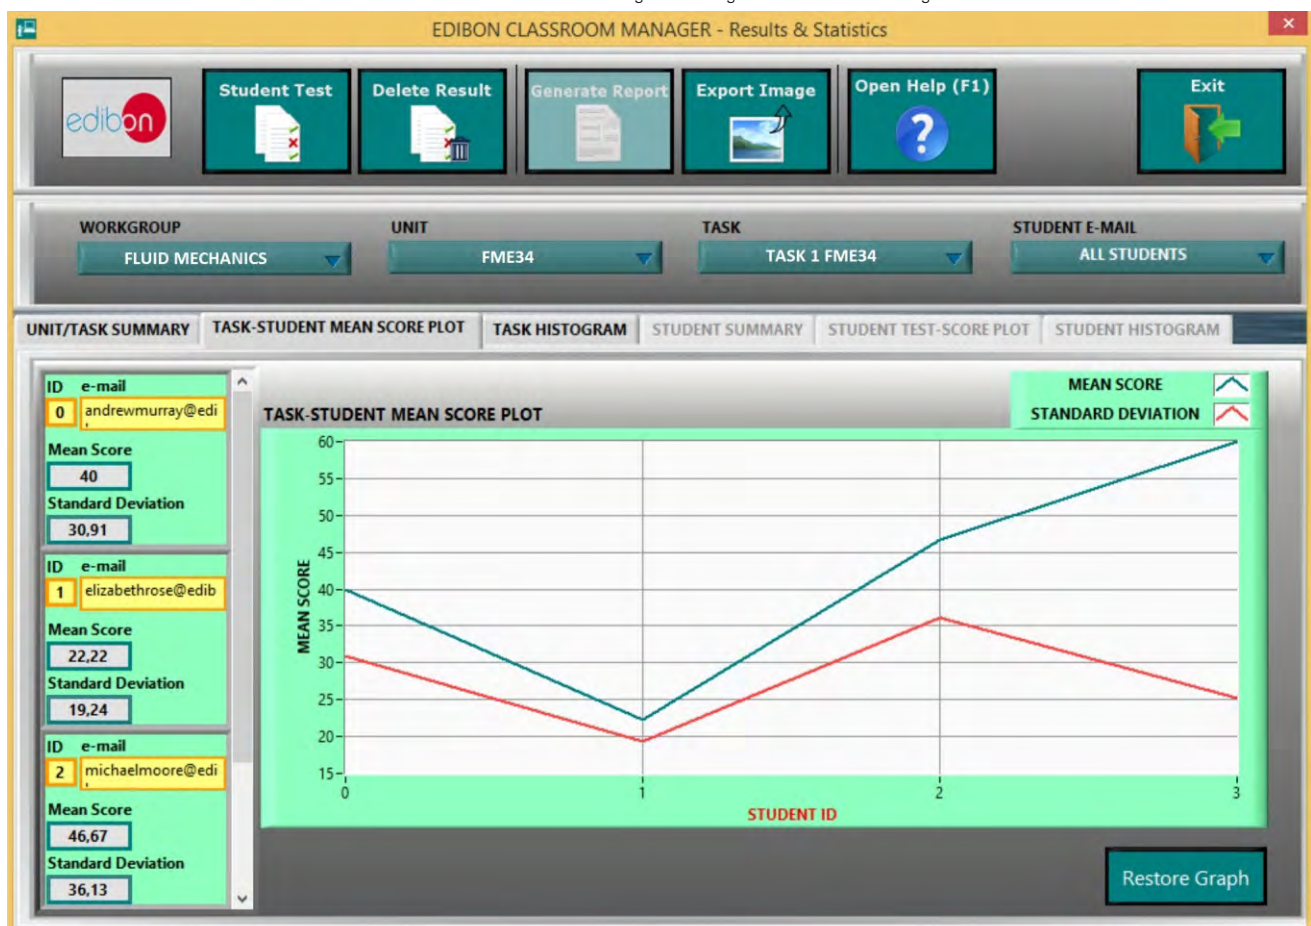 EDIBON CLASSROOM MANAGER - Results & Statistics
edibon
Student Test
Delete Result
Generate Report
Export Image
Open Help (F1)
Exit
WORKGROUP
FLUID MECHANICS
UNIT
FME34
TASK
TASK 1 FME34
STUDENT E-MAIL
ALL STUDENTS
UNIT/TASK SUMMARY
TASK-STUDENT MEAN SCORE PLOT
TASK HISTOGRAM
STUDENT SUMMARY
STUDENT TEST-SCORE PLOT
STUDENT HISTOGRAM
ID e-mail
0 andrewmurray@edi
Mean Score
40
Standard Deviation
30,91
ID e-mail
1 elizabethrose@edib
Mean Score
22,22
Standard Deviation
19,24
ID e-mail
2 michaelmoore@edi
Mean Score
46,67
Standard Deviation
36,13
TASK-STUDENT MEAN SCORE PLOT
MEAN SCORE
STANDARD DEVIATION
MEAN SCORE
60
55
50
45
40
35
30
25
20
15
0 1 2 3
STUDENT ID
Restore Graph